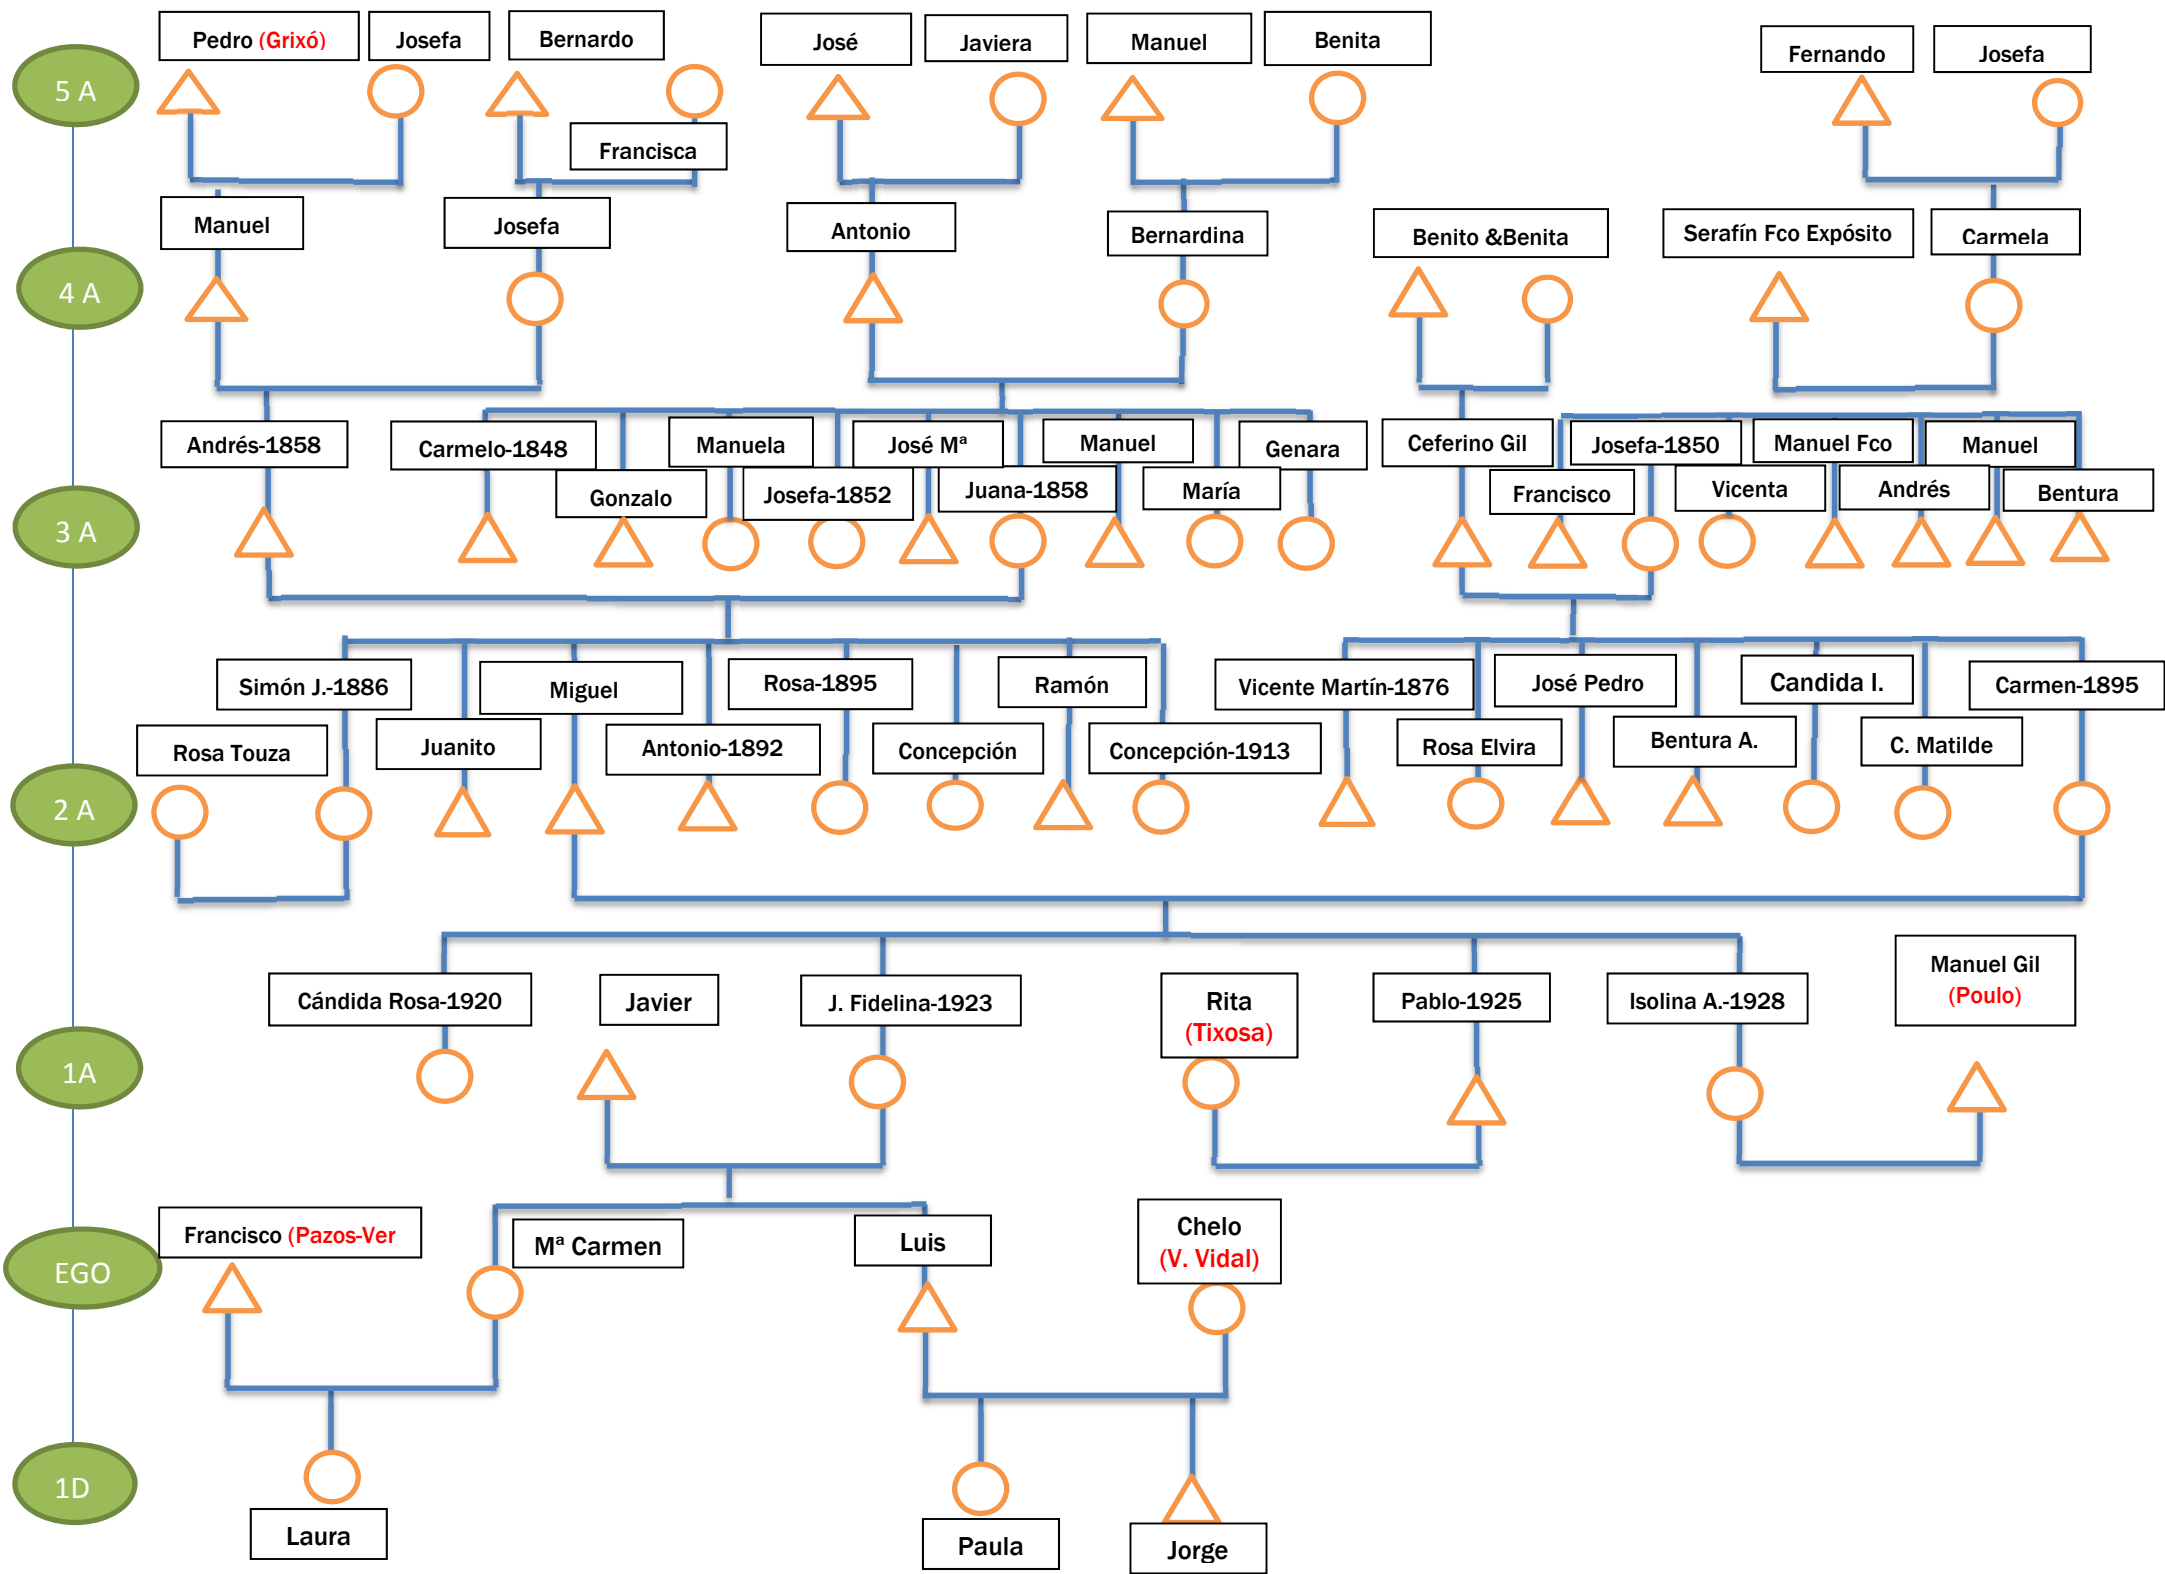 5 A
Pedro (Grixó)
Josefa
Bernardo
Francisca
José
Javiera
Manuel
Benita
Fernando
Josefa
4 A
Manuel
Josefa
Antonio
Bernardina
Benito &Benita
Serafín Fco Expósito
Carmela
3 A
Andrés-1858
Carmelo-1848
Gonzalo
Manuela
Josefa-1852
José Mª
Juana-1858
Manuel
María
Genara
Ceferino Gil
Francisco
Josefa-1850
Vicenta
Manuel Fco
Andrés
Manuel
Bentura
2 A
Rosa Touza
Simón J.-1886
Juanito
Miguel
Antonio-1892
Rosa-1895
Concepción
Ramón
Concepción-1913
Vicente Martín-1876
Rosa Elvira
José Pedro
Bentura A.
Candida I.
C. Matilde
Carmen-1895
1A
Cándida Rosa-1920
Javier
J. Fidelina-1923
Rita
(Tixosa)
Pablo-1925
Isolina A.-1928
Manuel Gil
(Poulo)
EGO
Francisco (Pazos-Ver
Mª Carmen
Luis
Chelo
(V. Vidal)
1D
Laura
Paula
Jorge